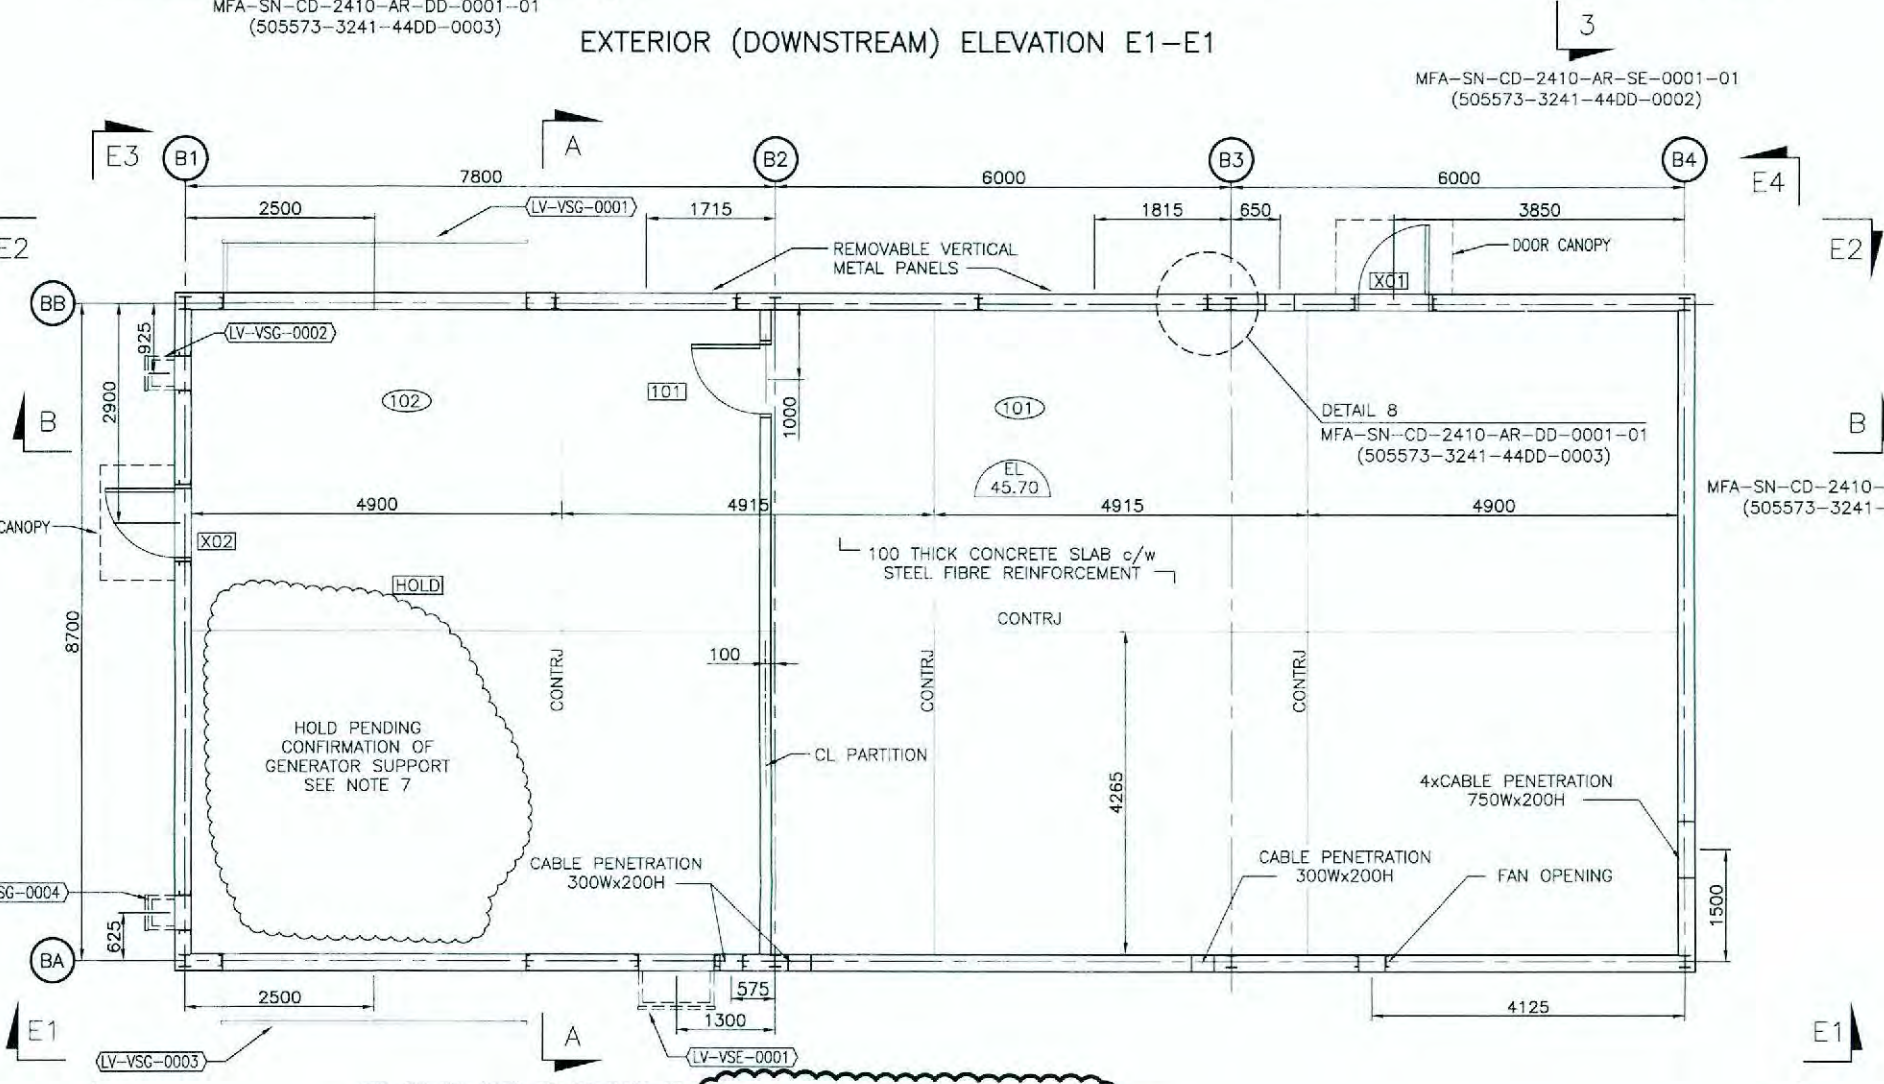 MFA-SN-CD-2410-AR-DD-0001-01
(505573-3241-44DD-0003)
EXTERIOR (DOWNSTREAM) ELEVATION E1-E1
3
MFA-SN-CD-2410-AR-SE-0001-01
(505573-3241-44DD-0002)
E3
B1
A
B2
B3
B4
E4
7800
6000
6000
2500
LV-VSG-0001
1715
1815
650
3850
E2
REMOVABLE VERTICAL
METAL PANELS
DOOR CANOPY
E2
X01
BB
925
LV-VSG-0002
2900
102
101
1000
101
B
B
DETAIL 8
MFA-SN-CD-2410-AR-DD-0001-01
(505573-3241-44DD-0003)
EL
45.70
MFA-SN-CD-2410-
(505573-3241-
4900
4915
4915
4900
CANOPY
X02
100 THICK CONCRETE SLAB c/w
STEEL FIBRE REINFORCEMENT
HOLD
CONTRJ
8700
100
CONTRJ
CONTRJ
CONTRJ
HOLD PENDING
CONFIRMATION OF
GENERATOR SUPPORT
SEE NOTE 7
CL PARTITION
4265
4xCABLE PENETRATION
750Wx200H
CABLE PENETRATION
300Wx200H
CABLE PENETRATION
300Wx200H
FAN OPENING
SG-0004
625
1500
BA
2500
575
1300
4125
E1
A
E1
LV-VSG-0003
LV-VSE-0001